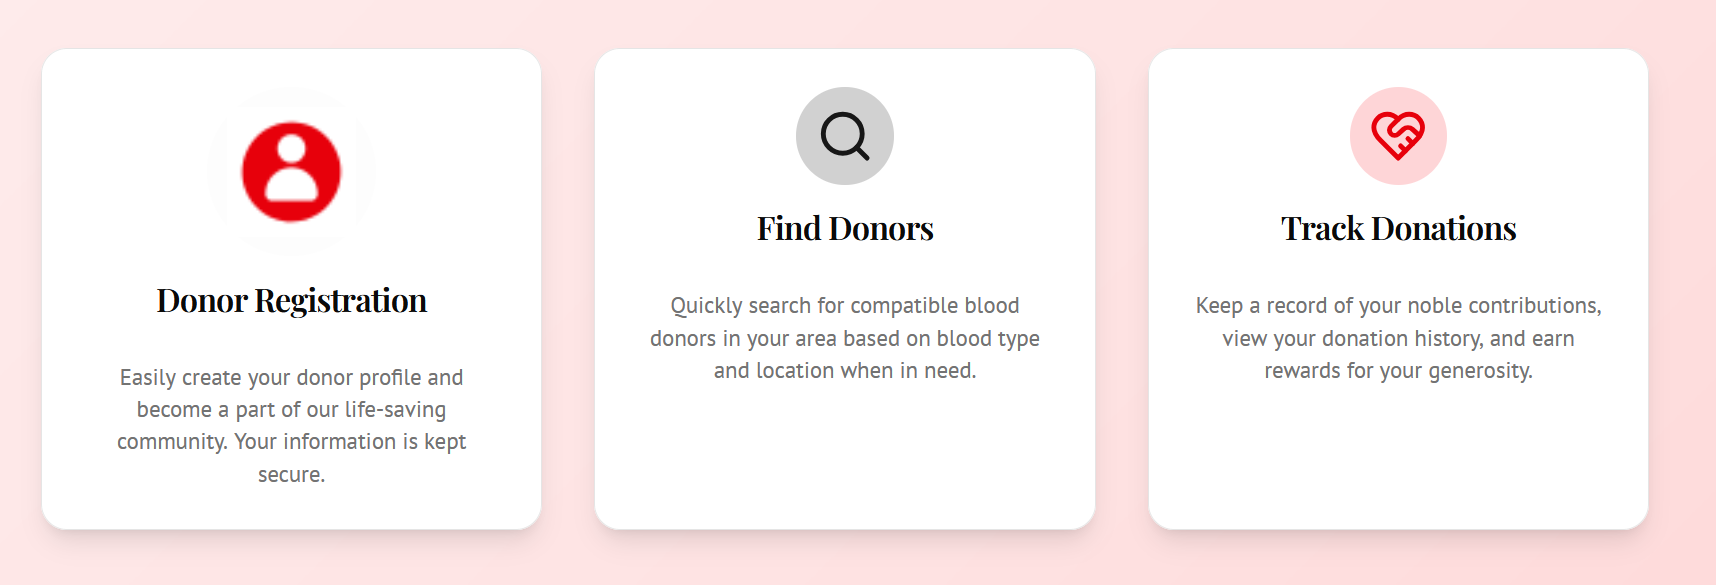 Donor Registration
Easily create your donor profile and
become a part of our life-saving
community. Your information is kept
secure.
Find Donors
Quickly search for compatible blood
donors in your area based on blood type
and location when in need.
Track Donations
Keep a record of your noble contributions,
view your donation history, and earn
rewards for your generosity.